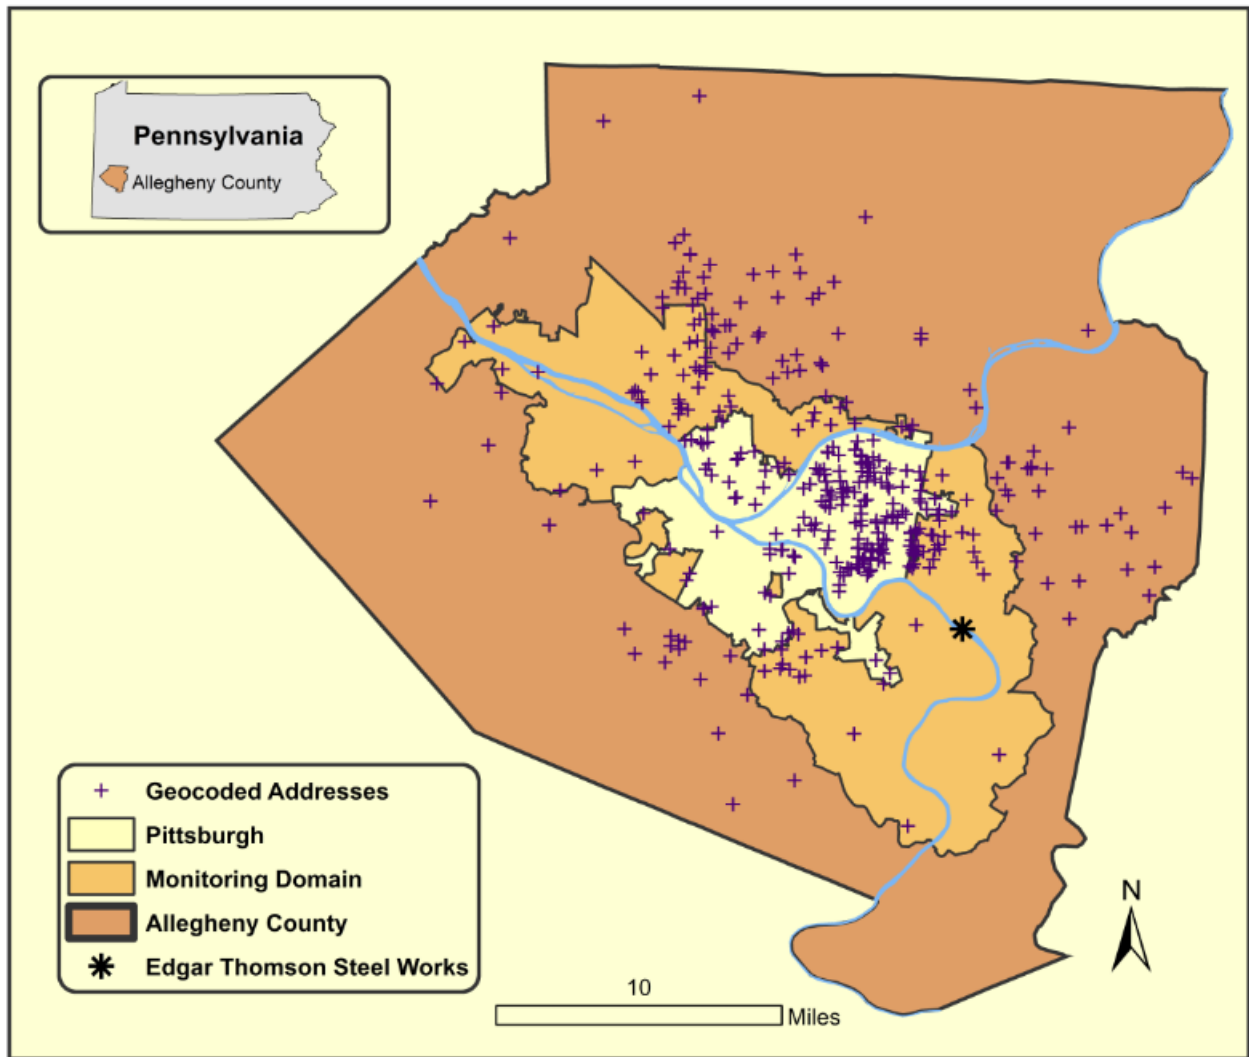 Pennsylvania
Allegheny County
Geocoded Addresses
Pittsburgh
Monitoring Domain
Allegheny County
Edgar Thomson Steel Works
10
Miles
N